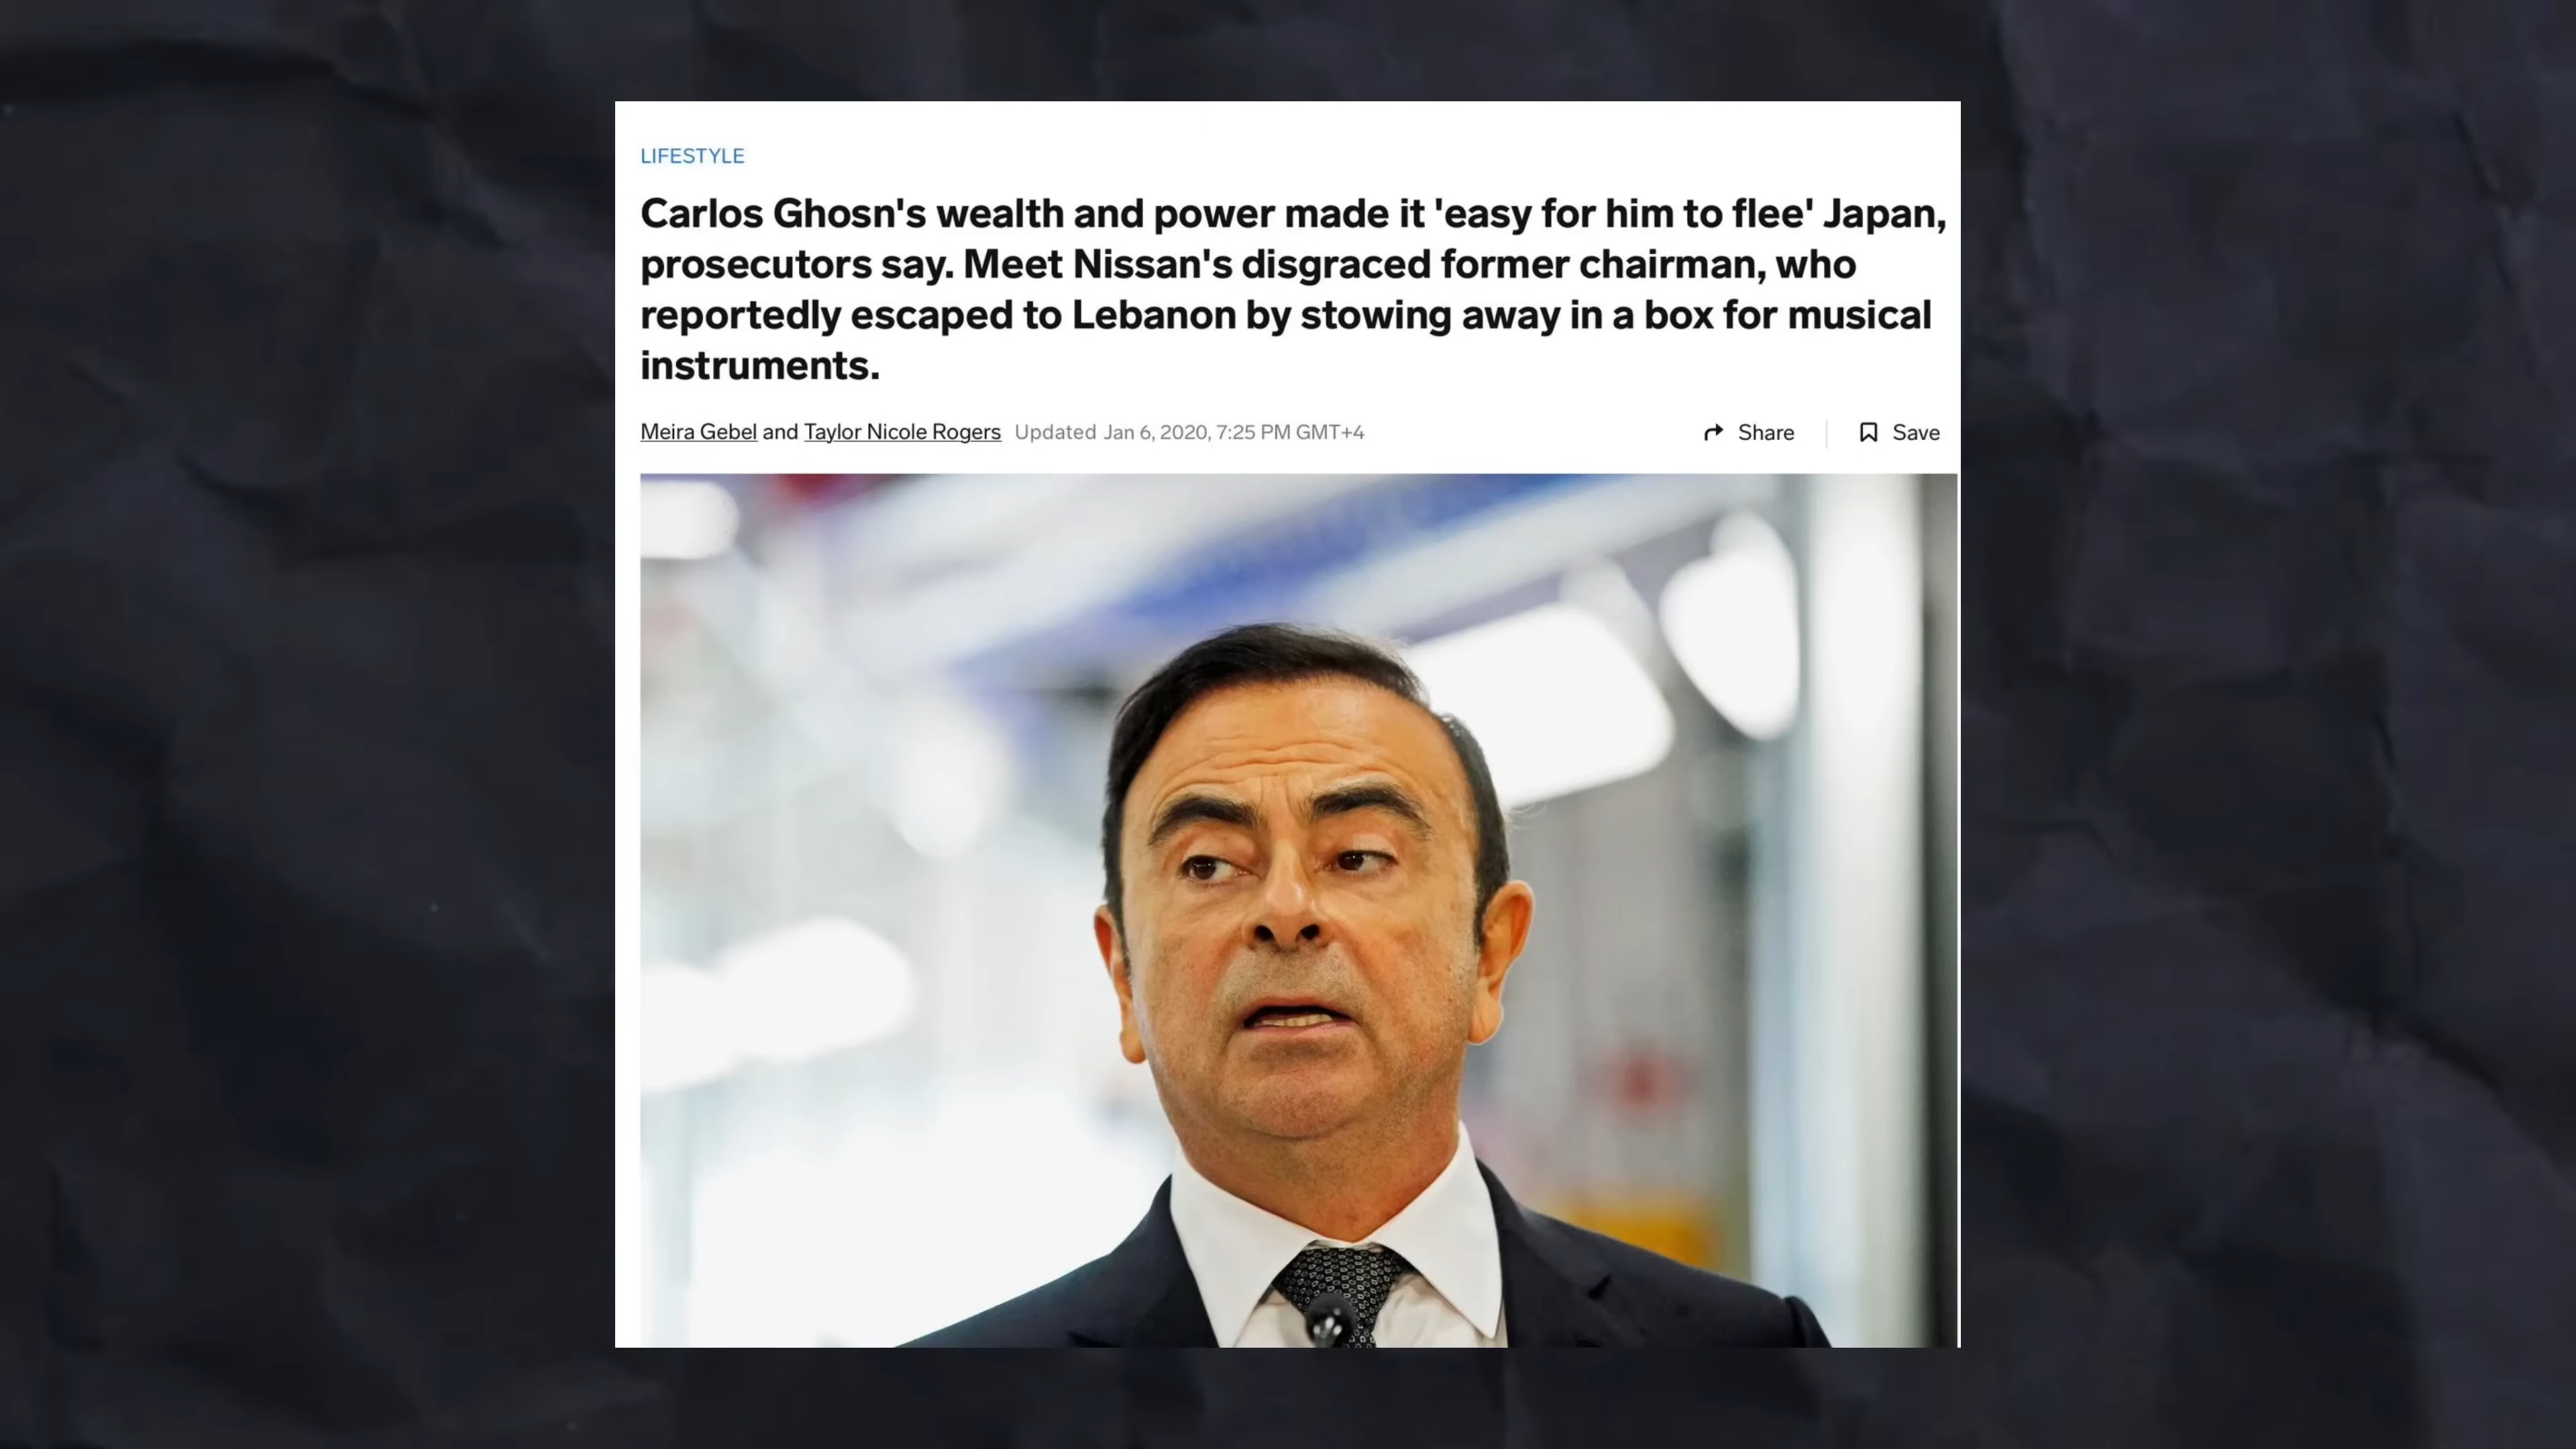 LIFESTYLE
Carlos Ghosn's wealth and power made it 'easy for him to flee' Japan,
prosecutors say. Meet Nissan's disgraced former chairman, who
reportedly escaped to Lebanon by stowing away in a box for musical
instruments.
Meira Gebel and Taylor Nicole Rogers Updated Jan 6, 2020, 7:25 PM GMT+4 Share Save